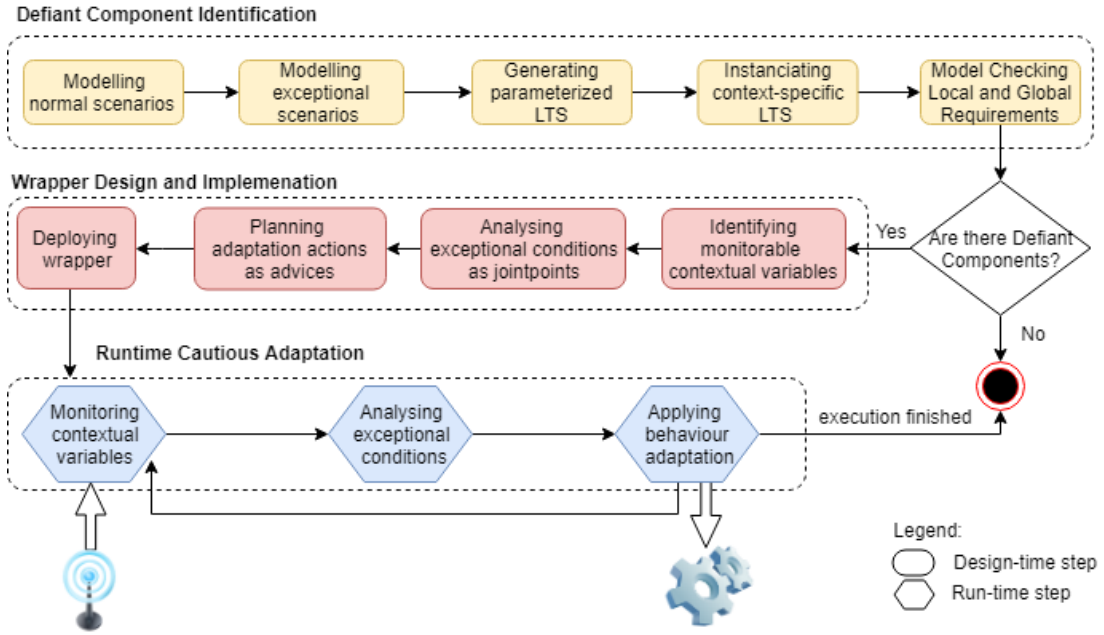 Defiant Component Identification
Modelling
normal scenarios
Modelling
exceptional
scenarios
Generating
parameterized
LTS
Instanciating
context-specific
LTS
Model Checking
Local and Global
Requirements
Wrapper Design and Implemenation
Deploying
wrapper
Planning
adaptation actions
as advices
Analysing
exceptional conditions
as jointpoints
Identifying
monitorable
contextual variables
Yes
Are there Defiant
Components?
No
Runtime Cautious Adaptation
Monitoring
contextual
variables
Analysing
exceptional
conditions
Applying
behaviour
adaptation
execution finished
Legend:
Design-time step
Run-time step